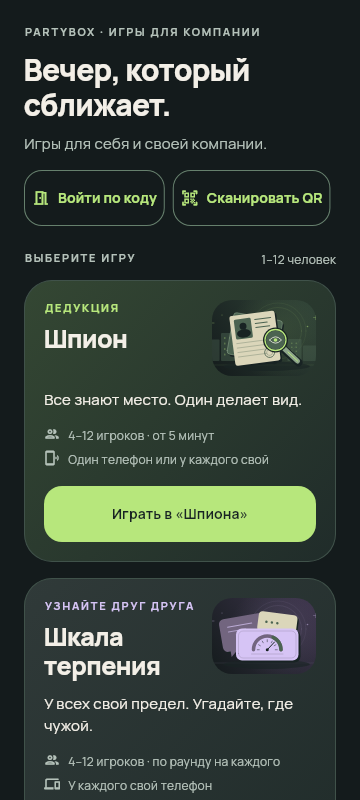 PARTYBOX · ИГРЫ ДЛЯ КОМПАНИИ
Вечер, который
сближает.
Игры для себя и своей компании.
Войти по коду
Сканировать QR
ВЫБЕРИТЕ ИГРУ
1–12 человек
ДЕДУКЦИЯ
Шпион
Все знают место. Один делает вид.
4–12 игроков · от 5 минут
Один телефон или у каждого свой
Играть в «Шпиона»
УЗНАЙТЕ ДРУГ ДРУГА
Шкала
терпения
У всех свой предел. Угадайте, где
чужой.
4–12 игроков · по раунду на каждого
У каждого свой телефон